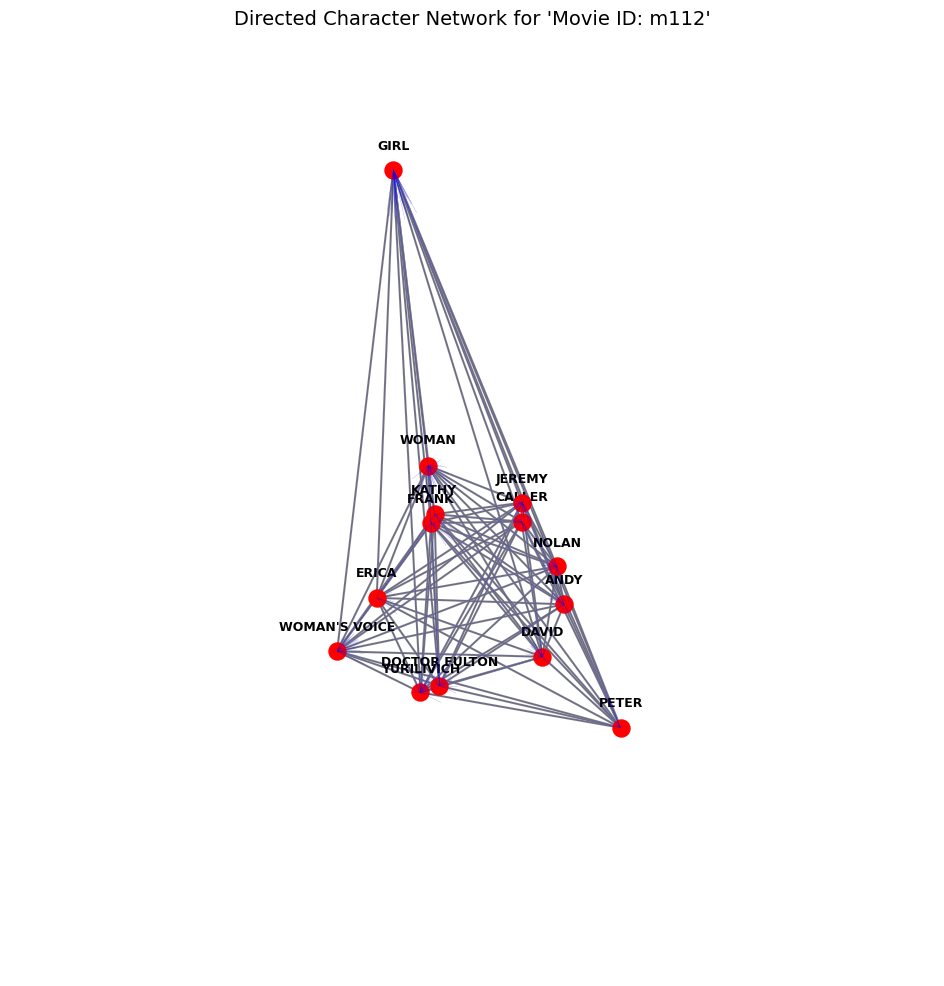 Directed Character Network for 'Movie ID: m112'
GIRL
WOMAN
JEREMY
KATHY
CALLER
FRANK
NOLAN
ERICA
ANDY
WOMAN'S VOICE
DAVID
DOCTOR FULTON
YURILIVICH
PETER